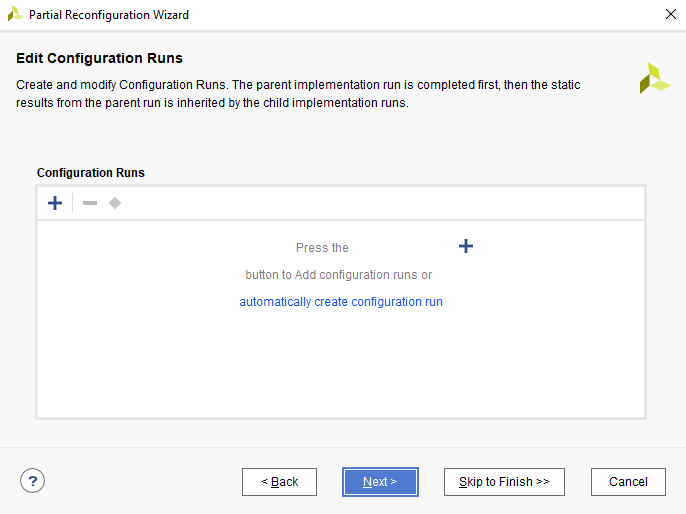 Partial Reconfiguration Wizard
Edit Configuration Runs
Create and modify Configuration Runs. The parent implementation run is completed first, then the static
results from the parent run is inherited by the child implementation runs.
Configuration Runs
Press the
button to Add configuration runs or
automatically create configuration run
?
< Back
Next >
Skip to Finish >>
Cancel